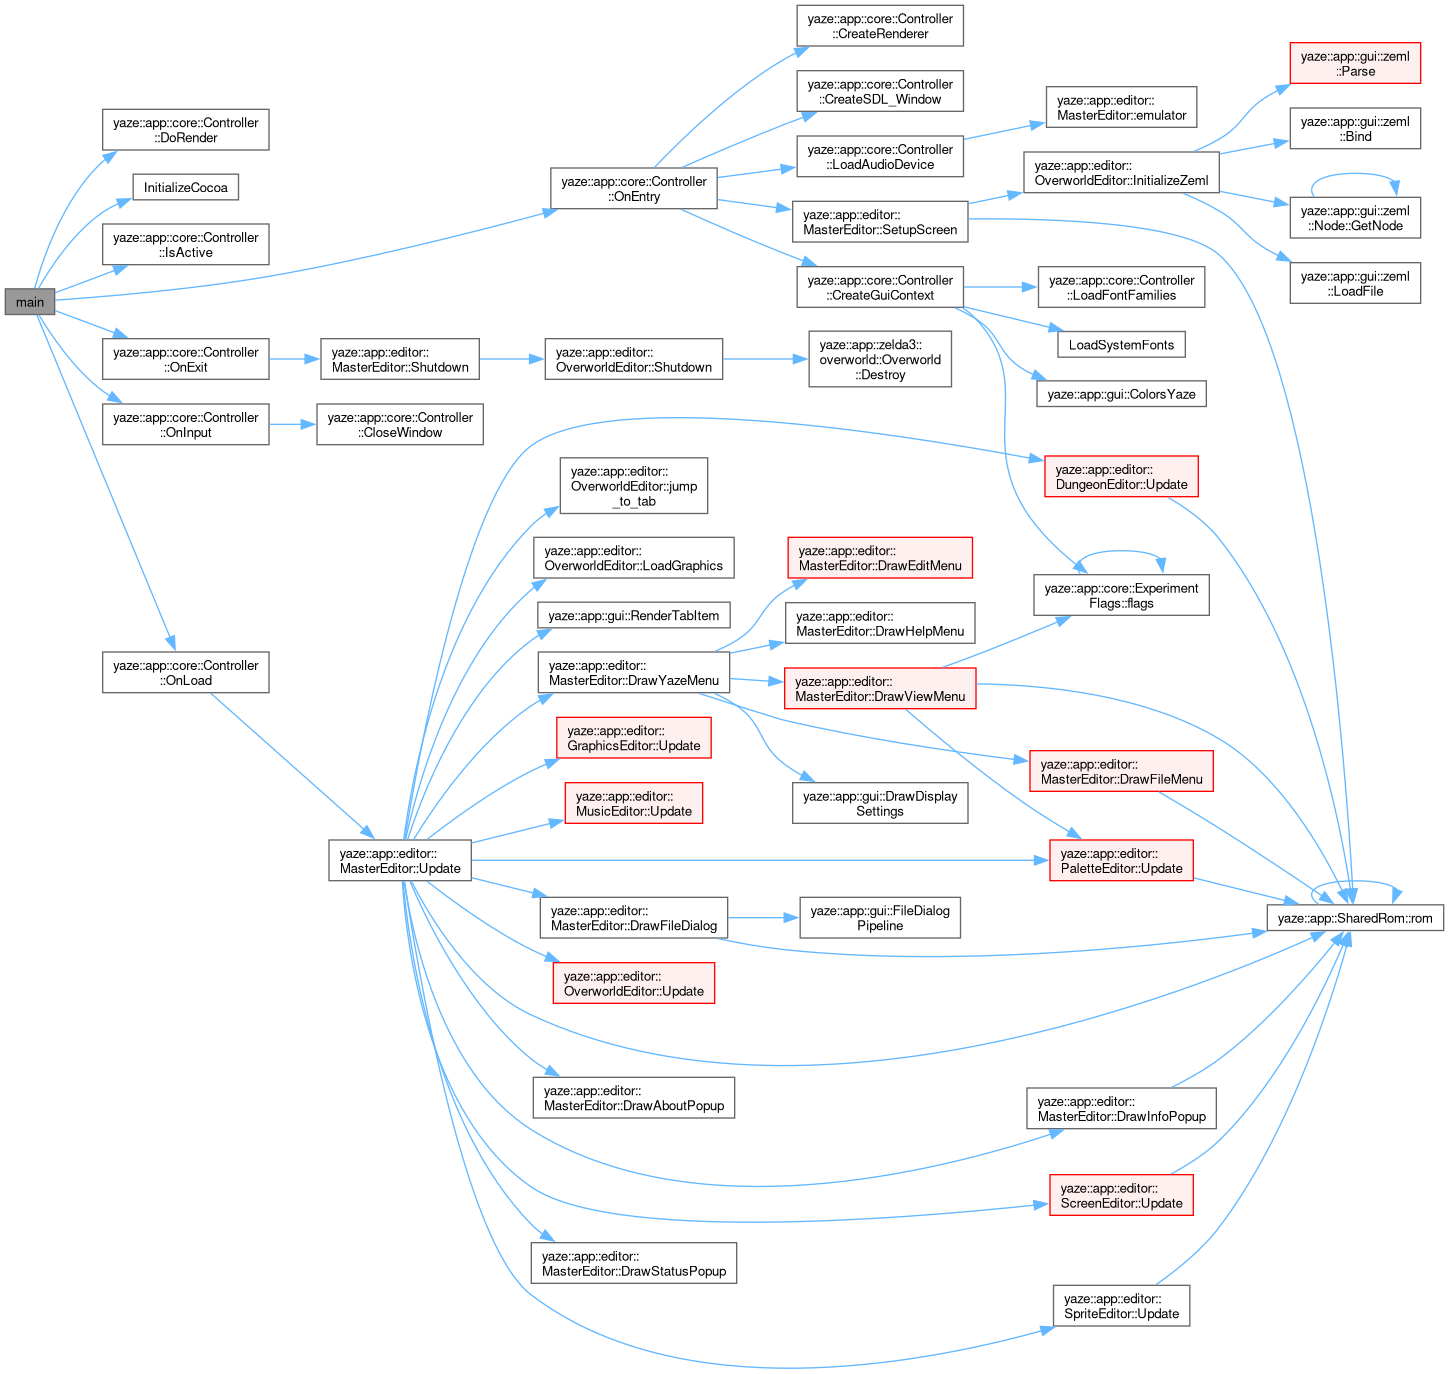 main
yaze::app::core::Controller
::DoRender
InitializeCocoa
yaze::app::core::Controller
::IsActive
yaze::app::core::Controller
::OnExit
yaze::app::core::Controller
::OnInput
yaze::app::core::Controller
::OnLoad
yaze::app::editor::
MasterEditor::Shutdown
yaze::app::core::Controller
::CloseWindow
yaze::app::editor::
MasterEditor::Update
yaze::app::core::Controller
::OnEntry
yaze::app::editor::
OverworldEditor::Shutdown
yaze::app::editor::
OverworldEditor::jump
_to_tab
yaze::app::editor::
OverworldEditor::LoadGraphics
yaze::app::gui::RenderTabItem
yaze::app::editor::
MasterEditor::DrawYazeMenu
yaze::app::editor::
GraphicsEditor::Update
yaze::app::editor::
MusicEditor::Update
yaze::app::editor::
MasterEditor::DrawFileDialog
yaze::app::editor::
OverworldEditor::Update
yaze::app::editor::
MasterEditor::DrawAboutPopup
yaze::app::editor::
MasterEditor::DrawStatusPopup
yaze::app::core::Controller
::CreateRenderer
yaze::app::core::Controller
::CreateSDL_Window
yaze::app::core::Controller
::LoadAudioDevice
yaze::app::editor::
MasterEditor::SetupScreen
yaze::app::core::Controller
::CreateGuiContext
yaze::app::zelda3::
overworld::Overworld
::Destroy
yaze::app::editor::
MasterEditor::DrawEditMenu
yaze::app::editor::
MasterEditor::DrawHelpMenu
yaze::app::editor::
MasterEditor::DrawViewMenu
yaze::app::gui::DrawDisplay
Settings
yaze::app::gui::FileDialog
Pipeline
yaze::app::editor::
MasterEditor::emulator
yaze::app::editor::
OverworldEditor::InitializeZeml
yaze::app::core::Controller
::LoadFontFamilies
LoadSystemFonts
yaze::app::gui::ColorsYaze
yaze::app::editor::
DungeonEditor::Update
yaze::app::core::Experiment
Flags::flags
yaze::app::editor::
MasterEditor::DrawFileMenu
yaze::app::editor::
PaletteEditor::Update
yaze::app::editor::
MasterEditor::DrawInfoPopup
yaze::app::editor::
ScreenEditor::Update
yaze::app::editor::
SpriteEditor::Update
yaze::app::gui::zeml
::Parse
yaze::app::gui::zeml
::Bind
yaze::app::gui::zeml
::Node::GetNode
yaze::app::gui::zeml
::LoadFile
yaze::app::SharedRom::rom